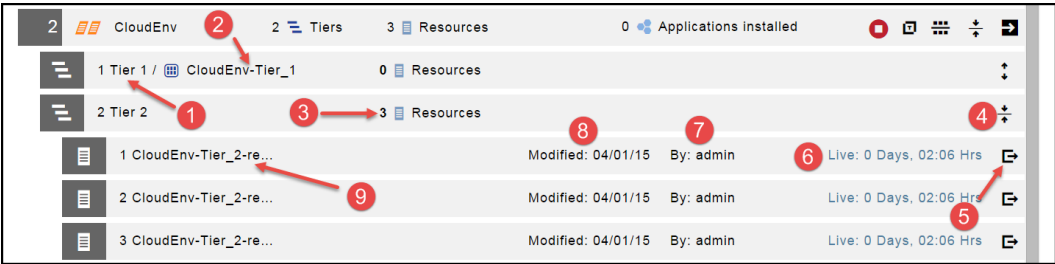 2 CloudEnv 2 Tiers 3 Resources 0 Applications installed
2
1 Tier 1 / CloudEnv-Tier_1 0 Resources
1
2 Tier 2 3 3 Resources 4
8 7
1 CloudEnv-Tier_2-re... Modified: 04/01/15 By: admin 6 Live: 0 Days, 02:06 Hrs
9
2 CloudEnv-Tier_2-re... Modified: 04/01/15 By: admin Live: 0 Days, 02:06 Hrs
5
3 CloudEnv-Tier_2-re... Modified: 04/01/15 By: admin Live: 0 Days, 02:06 Hrs